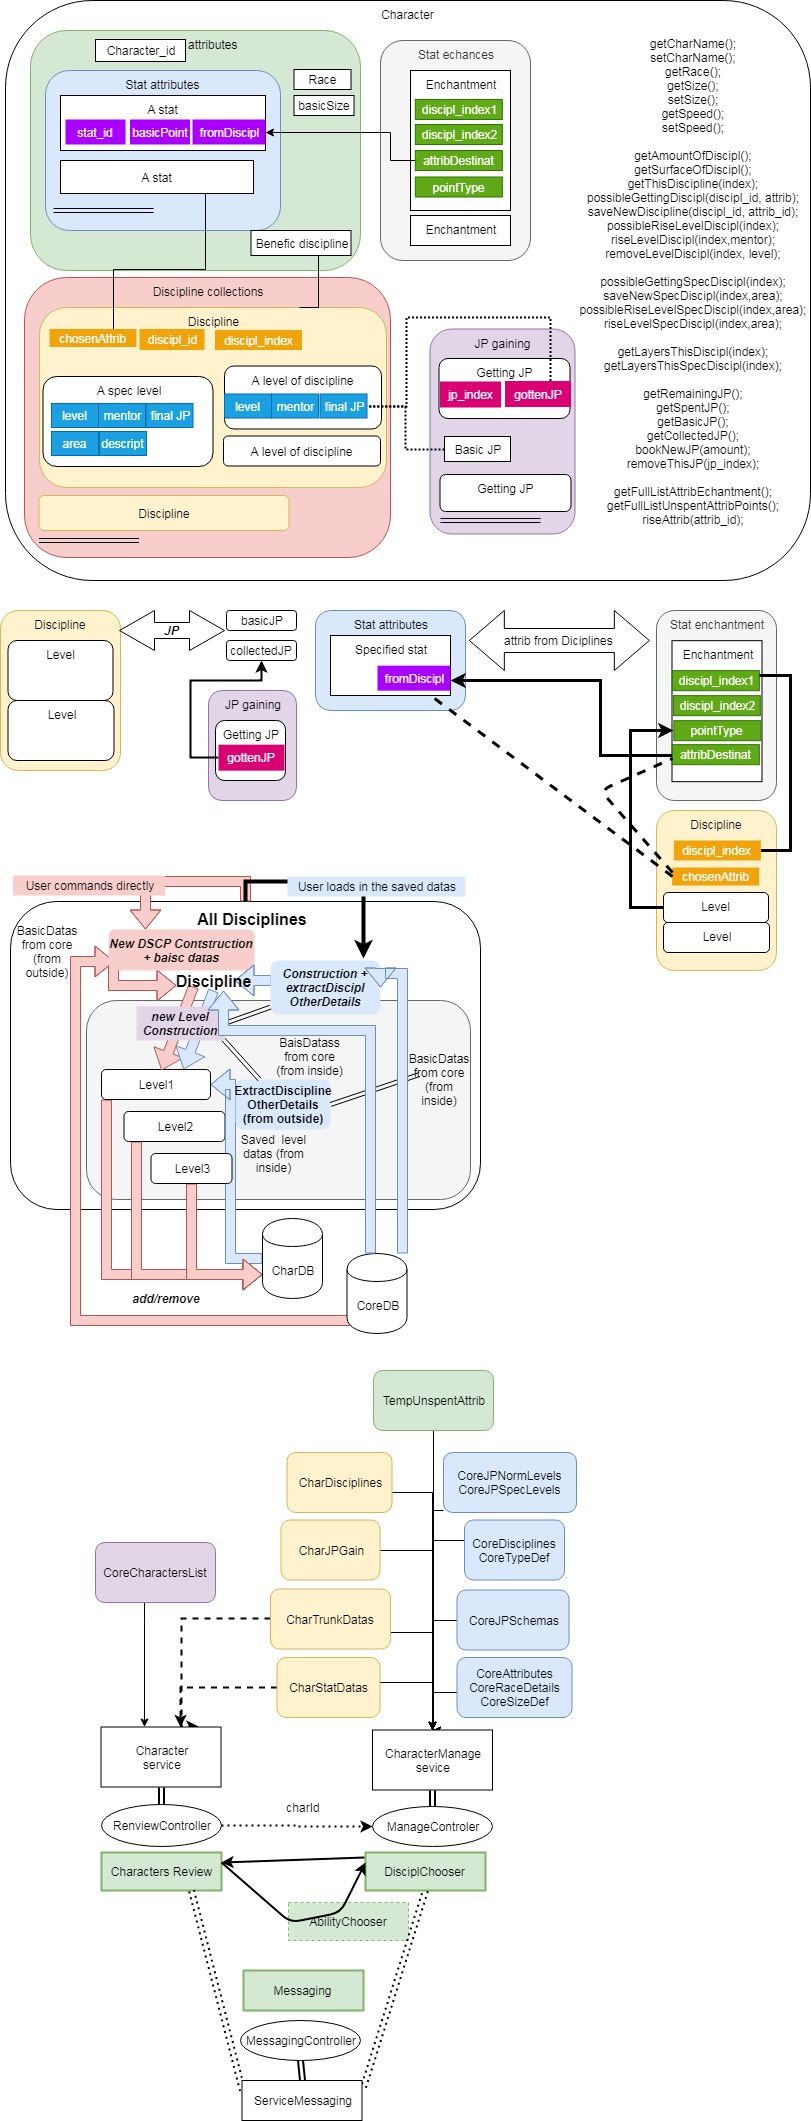 Character
Character_id
attributes
Stat attributes
A stat
stat_id
basicPoint
fromDiscipl
A stat
Race
basicSize
Benefic discipline
Stat echances
Enchantment
discipl_index1
discipl_index2
attribDestinat
pointType
Enchantment
getCharName();
setCharName();
getRace();
getSize();
setSize();
getSpeed();
setSpeed();
getAmountOfDiscipl();
getSurfaceOfDiscipl();
getThisDiscipline(index);
possibleGettingDiscipl(discipl_id, attrib);
saveNewDiscipline(discipl_id, attrib_id);
possibleRiseLevelDiscipl(index);
riseLevelDiscipl(index,mentor);
removeLevelDiscipl(index, level);
possibleGettingSpecDiscipl(index);
saveNewSpecDiscipl(index,area);
possibleRiseLevelSpecDiscipl(index,area);
riseLevelSpecDiscipl(index,area);
getLayersThisDiscipl(index);
getLayersThisSpecDiscipl(index);
getRemainingJP();
getSpentJP();
getBasicJP();
getCollectedJP();
bookNewJP(amount);
removeThisJP(jp_index);
getFullListAttribEchantment();
getFullListUnspentAttribPoints();
riseAttrib(attrib_id);
Discipline collections
Discipline
chosenAttrib
discipl_id
discipl_index
A spec level
level
mentor
final JP
area
descript
A level of discipline
level
mentor
final JP
A level of discipline
Discipline
JP gaining
Getting JP
jp_index
gottenJP
Basic JP
Getting JP
Discipline
Level
Level
JP
basicJP
collectedJP
JP gaining
Getting JP
gottenJP
Stat attributes
Specified stat
fromDiscipl
attrib from Diciplines
Stat enchantment
Enchantment
discipl_index1
discipl_index2
pointType
attribDestinat
Discipline
discipl_index
chosenAttrib
Level
Level
User commands directly
User loads in the saved datas
All Disciplines
BasicDatas
from core
(from
outside)
New DSCP Contstruction
+ baisc datas
Discipline
Construction +
extractDiscipl
OtherDetails
new Level
Construction
BaisDatass
from core
(from inside)
BasicDatas
from core
(from
inside)
Level1
ExtractDiscipline
OtherDetails
(from outside)
Level2
Saved level
datas (from
inside)
Level3
CharDB
CoreDB
add/remove
TempUnspentAttrib
CharDisciplines
CoreJPNormLevels
CoreJPSpecLevels
CharJPGain
CoreDisciplines
CoreTypeDef
CoreCharactersList
CharTrunkDatas
CoreJPSchemas
CharStatDatas
CoreAttributes
CoreRaceDetails
CoreSizeDef
Character
service
CharacterManage
sevice
RenviewController
charId
ManageControler
Characters Review
DisciplChooser
AbilityChooser
Messaging
MessagingController
ServiceMessaging